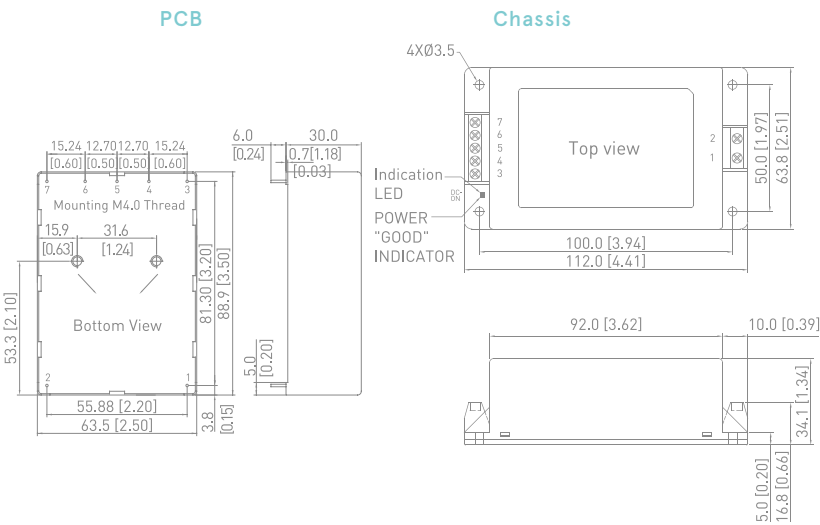 PCB
15.24 12.70 12.70 15.24
[0.60] [0.50] [0.50] [0.60]
7 6 5 4 3
Mounting M4.0 Thread
15.9 31.6
[0.63] [1.24]
53.3 [2.10]
81.30 [3.20]
88.9 [3.50]
Bottom View
2 1
55.88 [2.20]
63.5 [2.50]
3.8
[0.15]
6.0 30.0
[0.24] 0.7 [1.18]
[0.03]
5.0
[0.20]
Chassis
4XØ3.5
7
6
5
4
3
Top view
2
1
50.0 [1.97]
63.8 [2.51]
Indication
LED
DC-
ON
POWER
"GOOD"
INDICATOR
100.0 [3.94]
112.0 [4.41]
92.0 [3.62] 10.0 [0.39]
34.1 [1.34]
5.0 [0.20]
16.8 [0.66]